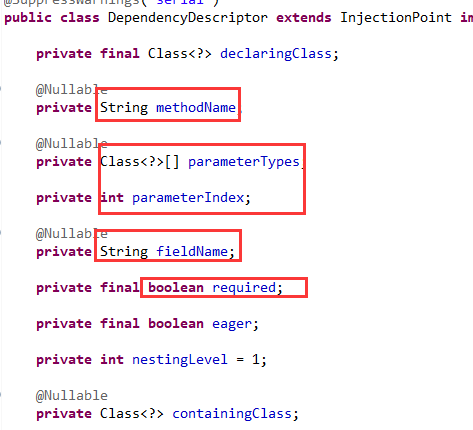 @SuppressWarnings("serial")
public class DependencyDescriptor extends InjectionPoint in
private final Class<?> declaringClass;
@Nullable
private String methodName
@Nullable
private Class<?>[] parameterTypes
private int parameterIndex;
@Nullable
private String fieldName;
private final boolean required;
private final boolean eager;
private int nestingLevel = 1;
@Nullable
private Class<?> containingClass;